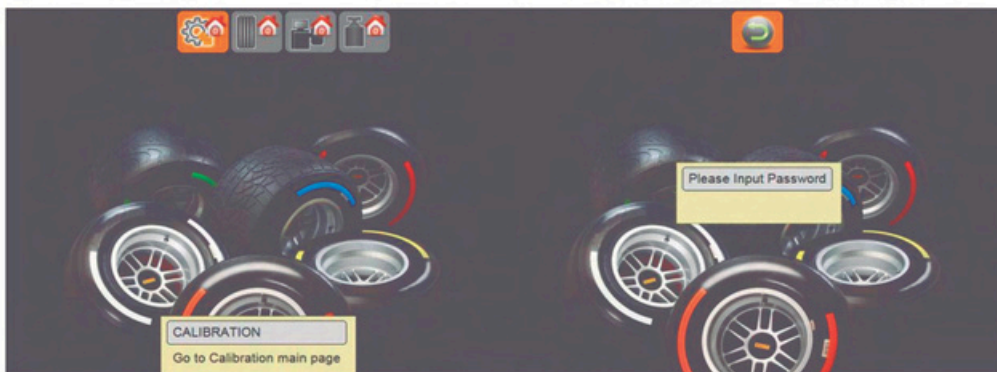 CALIBRATION
Go to Calibration main page
Please Input Password